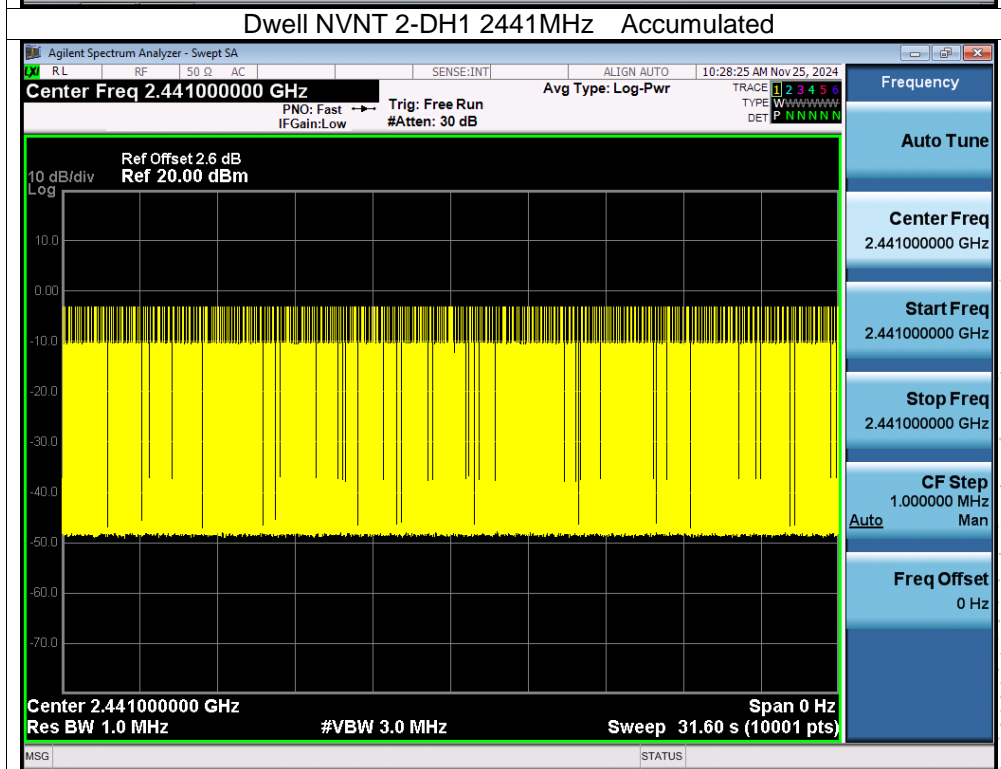 Dwell NVNT 2-DH1 2441MHz Accumulated
Agilent Spectrum Analyzer - Swept SA
LXI RL RF 50 Ω AC SENSE:INT ALIGN AUTO 10:28:25 AM Nov 25, 2024
Center Freq 2.441000000 GHz
PNO: Fast
IFGain:Low
Trig: Free Run
#Atten: 30 dB
Avg Type: Log-Pwr
TRACE 1 2 3 4 5 6
TYPE WWWWWWW
DET P N N N N N
Ref Offset 2.6 dB
10 dB/div Ref 20.00 dBm
Log
10.0
0.00
-10.0
-20.0
-30.0
-40.0
-50.0
-60.0
-70.0
Center 2.441000000 GHz Span 0 Hz
Res BW 1.0 MHz #VBW 3.0 MHz Sweep 31.60 s (10001 pts)
MSG STATUS
Frequency
Auto Tune
Center Freq
2.441000000 GHz
Start Freq
2.441000000 GHz
Stop Freq
2.441000000 GHz
CF Step
1.000000 MHz
Auto Man
Freq Offset
0 Hz